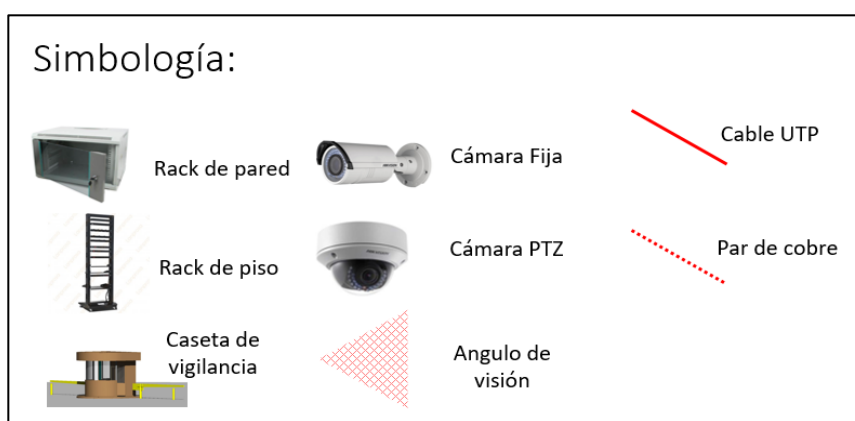 Simbología:
Rack de pared
Cámara Fija
Cable UTP
Rack de piso
Cámara PTZ
Par de cobre
Caseta de
vigilancia
Angulo de
visión